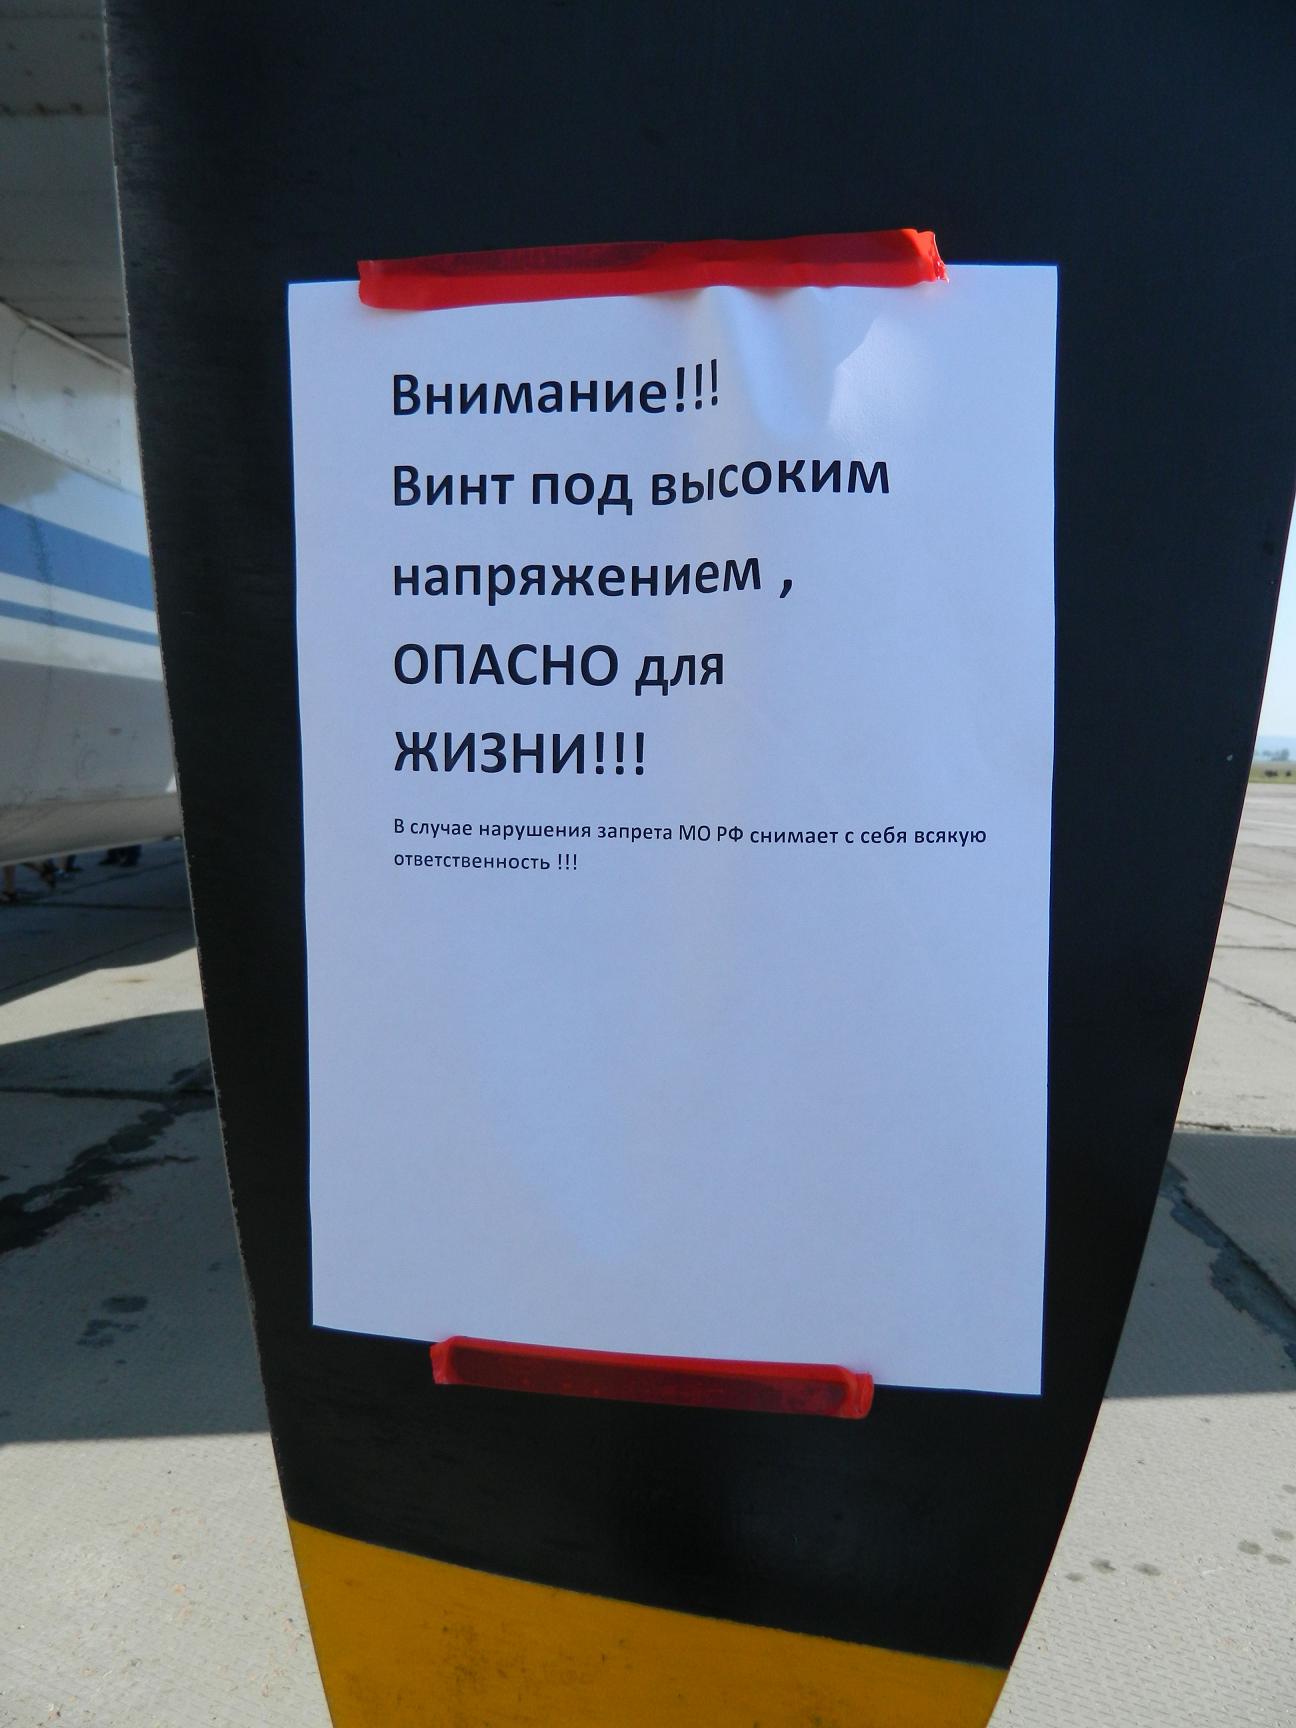 Внимание!!!
Винт под высоким
напряжением ,
ОПАСНО для
ЖИЗНИ!!!
В случае нарушения запрета МО РФ снимает с себя всякую
ответственность !!!